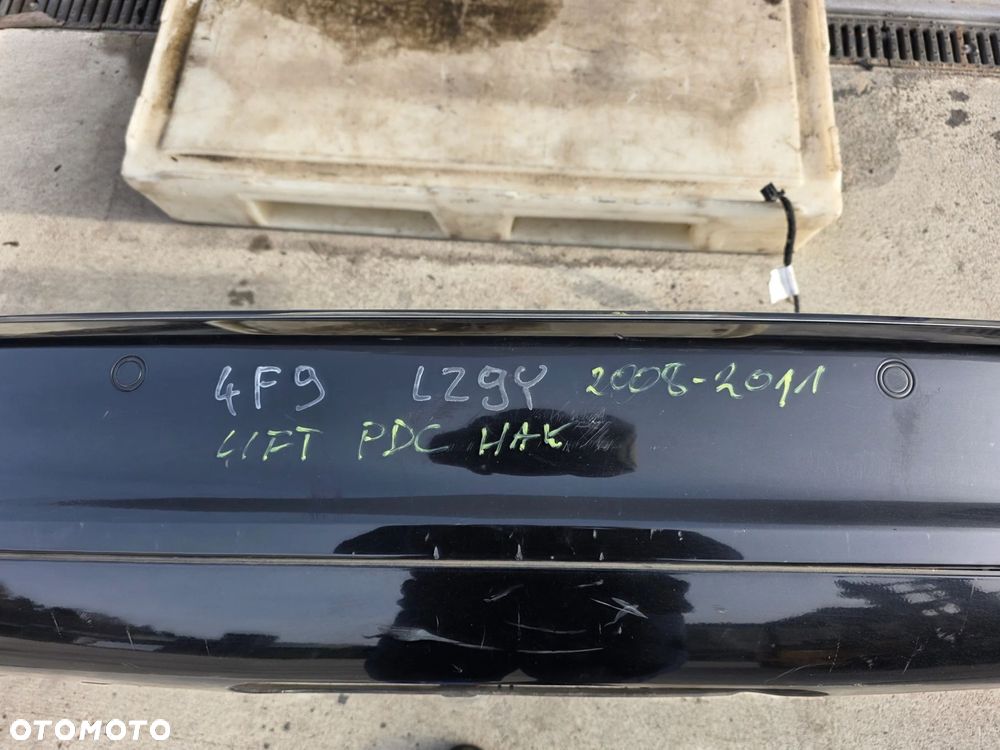 4F9 LZ9Y 2008-2011
LIFT PDC HAK
OTOMOTO